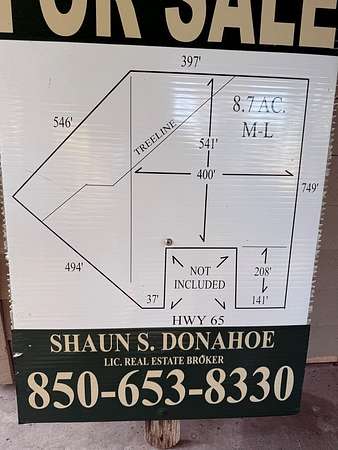 FOR SALE
397'
546'
TREELINE
8.7 AC.
M-L
541'
400'
749'
494'
NOT
INCLUDED
208'
37'
141'
HWY 65
SHAUN S. DONAHOE
LIC. REAL ESTATE BROKER
850-653-8330